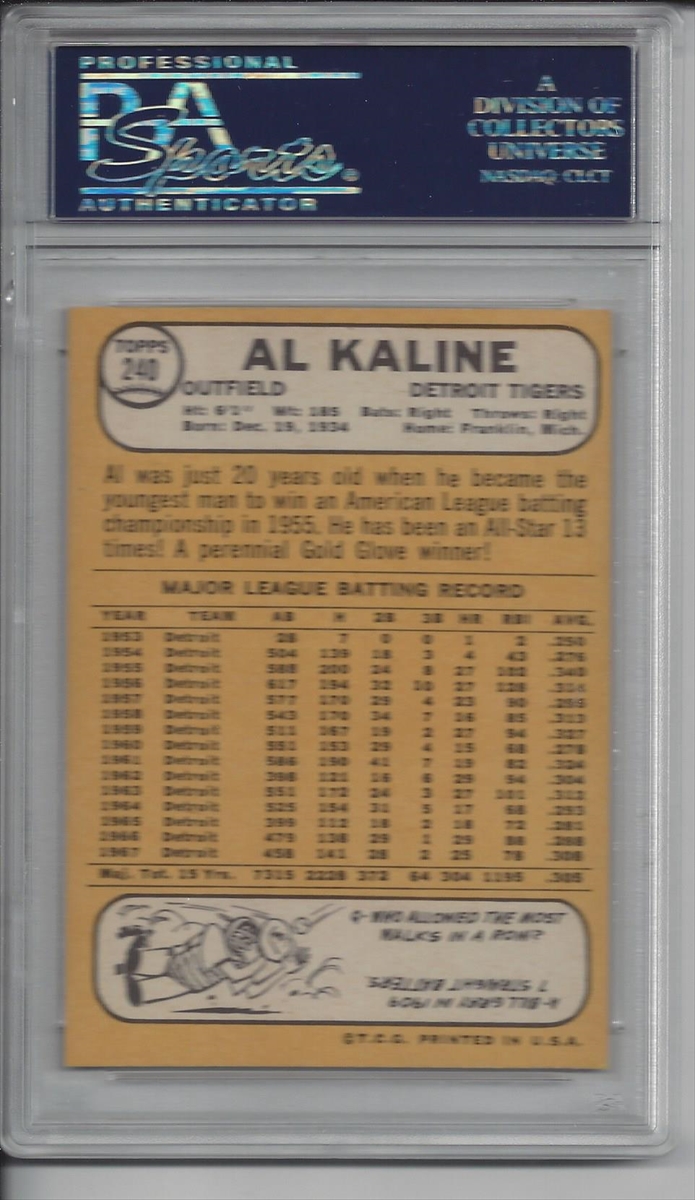 PROFESSIONAL
PSA
Sports®
AUTHENTICATOR
A
DIVISION OF
COLLECTORS
UNIVERSE
NASDAQ: CLCT
TOPPS
240
AL KALINE
OUTFIELD DETROIT TIGERS
Ht: 6'1" Wt: 185 Bats: Right Throws: Right
Born: Dec. 19, 1934 Home: Franklin, Mich.
Al was just 20 years old when he became the
youngest man to win an American League batting
championship in 1955. He has been an All-Star 13
times! A perennial Gold Glove winner!
MAJOR LEAGUE BATTING RECORD
YEAR TEAM AB H 2B 3B HR RBI AVG.
1953 Detroit 28 7 0 0 1 2 .250
1954 Detroit 504 139 18 3 4 43 .276
1955 Detroit 588 200 24 8 27 102 .340
1956 Detroit 617 194 32 10 27 128 .314
1957 Detroit 577 170 29 4 23 90 .295
1958 Detroit 543 170 34 7 16 85 .313
1959 Detroit 511 167 19 2 27 94 .327
1960 Detroit 551 153 29 4 15 68 .278
1961 Detroit 586 190 41 7 19 82 .324
1962 Detroit 398 121 16 6 29 94 .304
1963 Detroit 551 172 24 3 27 101 .312
1964 Detroit 525 154 31 5 17 68 .293
1965 Detroit 399 112 18 2 18 72 .281
1966 Detroit 479 138 29 1 29 88 .288
1967 Detroit 458 141 28 2 25 78 .308
Maj. Tot. 15 Yrs. 7315 2228 372 64 304 1195 .305
Q-WHO ALLOWED THE MOST
WALKS IN A ROW?
A-BILL GRAY IN 1909
7 STRAIGHT BATTERS.
©T.C.G. PRINTED IN U.S.A.